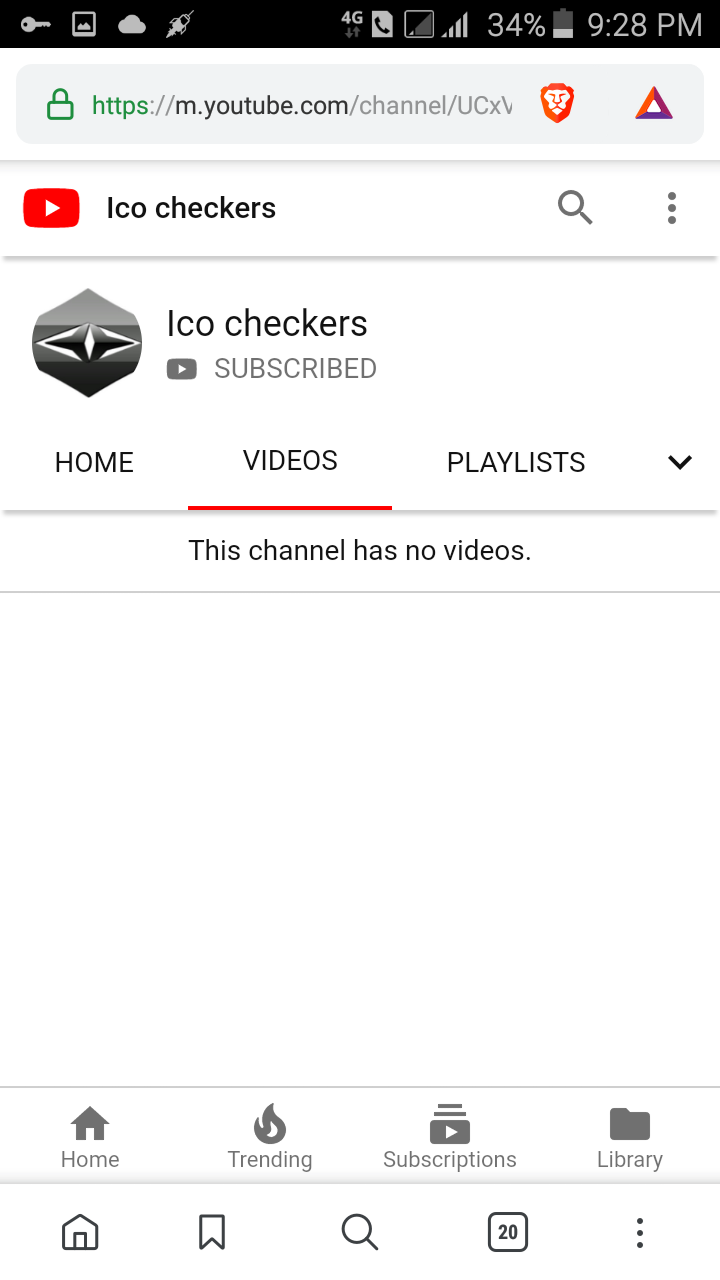 4G 34% 9:28 PM
https://m.youtube.com/channel/UCxV
Ico checkers
Ico checkers
SUBSCRIBED
HOME VIDEOS PLAYLISTS
This channel has no videos.
Home Trending Subscriptions Library
20